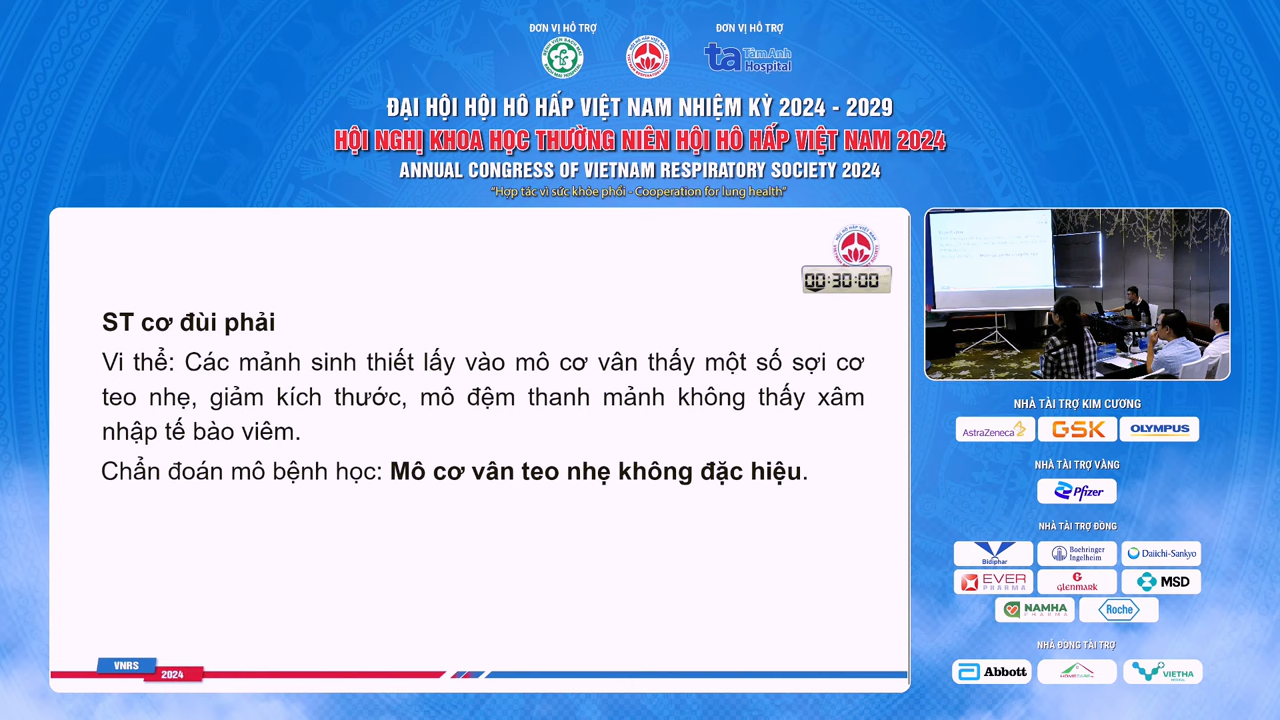 ĐƠN VỊ HỖ TRỢ
ĐƠN VỊ HỖ TRỢ
TâmAnh
Hospital
ĐẠI HỘI HỘI HÔ HẤP VIỆT NAM NHIỆM KỲ 2024 - 2029
HỘI NGHỊ KHOA HỌC THƯỜNG NIÊN HỘI HÔ HẤP VIỆT NAM 2024
ANNUAL CONGRESS OF VIETNAM RESPIRATORY SOCIETY 2024
“Hợp tác vì sức khỏe phổi - Cooperation for lung health”
00:30:00
ST cơ đùi phải
Vi thể: Các mảnh sinh thiết lấy vào mô cơ vân thấy một số sợi cơ
teo nhẹ, giảm kích thước, mô đệm thanh mảnh không thấy xâm
nhập tế bào viêm.
Chẩn đoán mô bệnh học: Mô cơ vân teo nhẹ không đặc hiệu.
VNRS
2024
NHÀ TÀI TRỢ KIM CƯƠNG
AstraZeneca
GSK
OLYMPUS
NHÀ TÀI TRỢ VÀNG
Pfizer
NHÀ TÀI TRỢ ĐỒNG
Bidiphar
Boehringer
Ingelheim
Daiichi-Sankyo
EVER
PHARMA
GLENMARK
MSD
NAMHA
PHARMA
Roche
NHÀ ĐỒNG TÀI TRỢ
Abbott
VIETHA